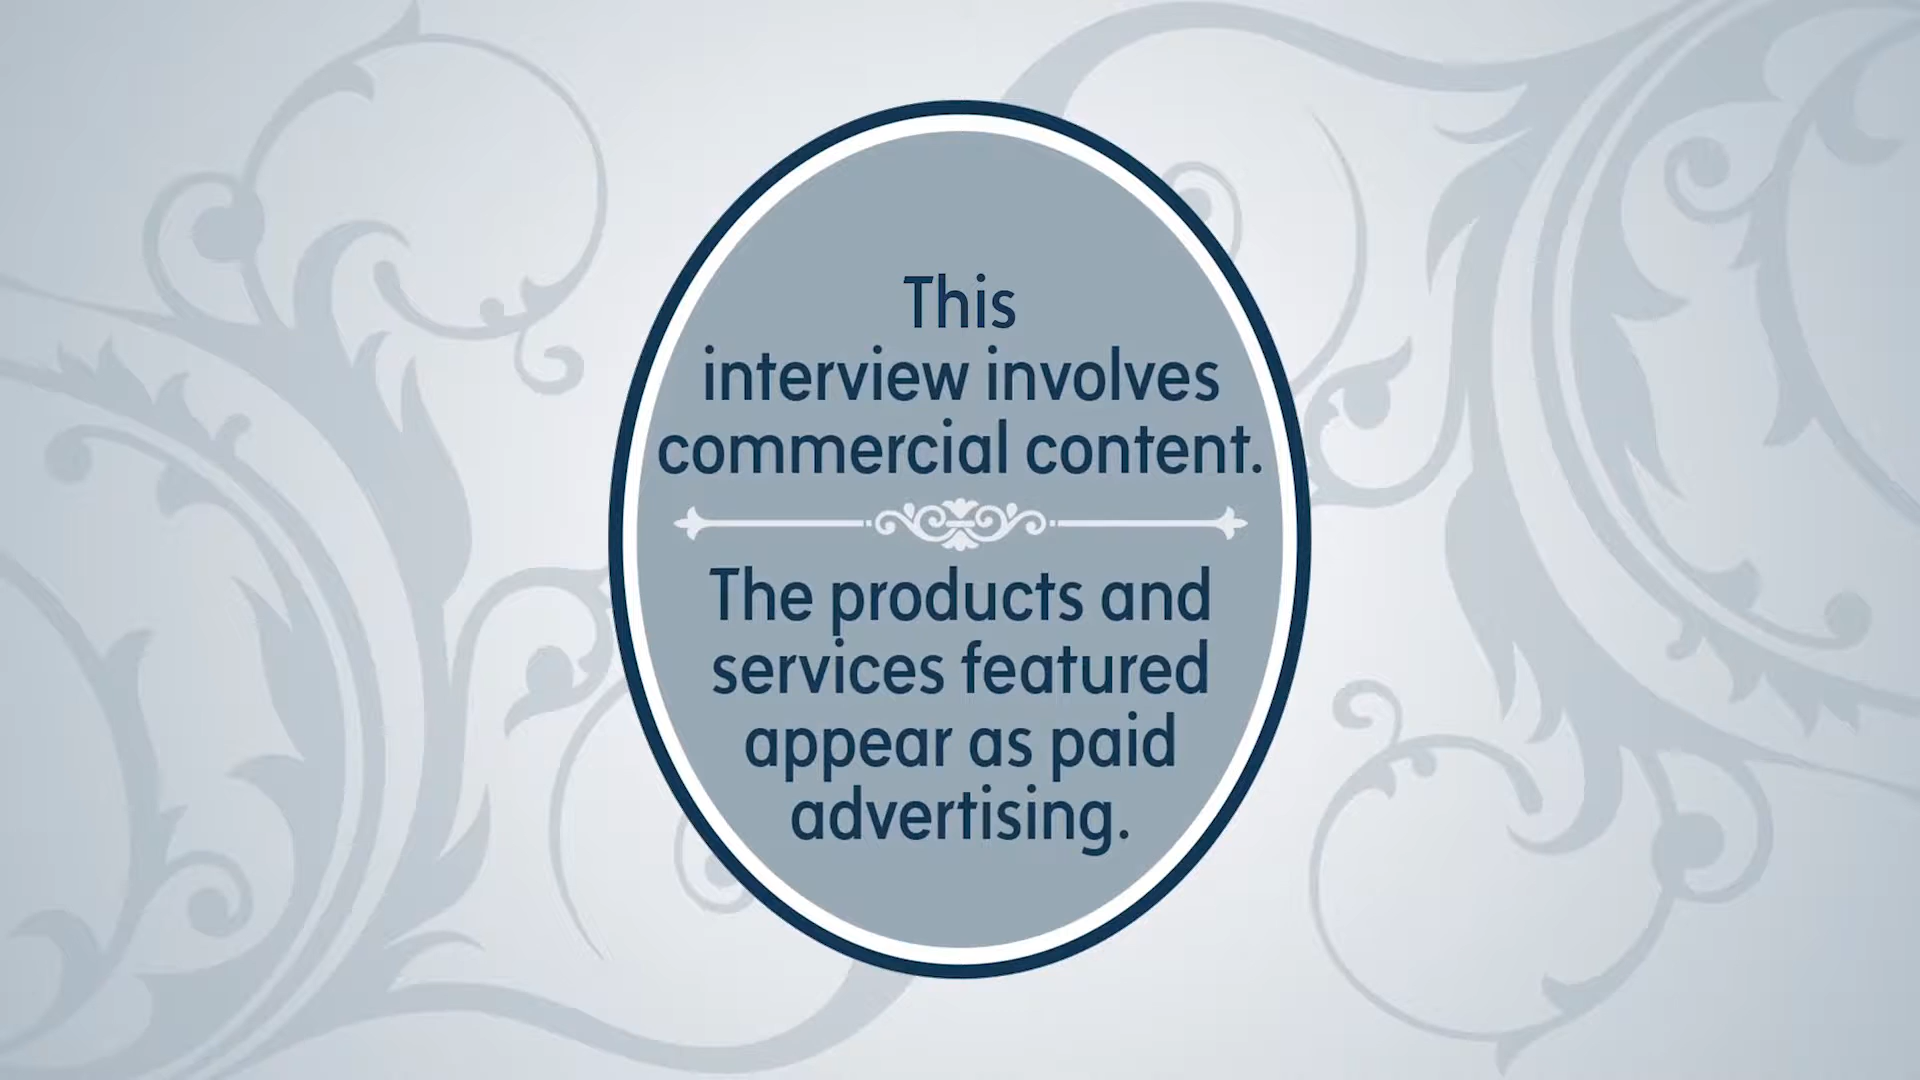 This
interview involves
commercial content.
The products and
services featured
appear as paid
advertising.